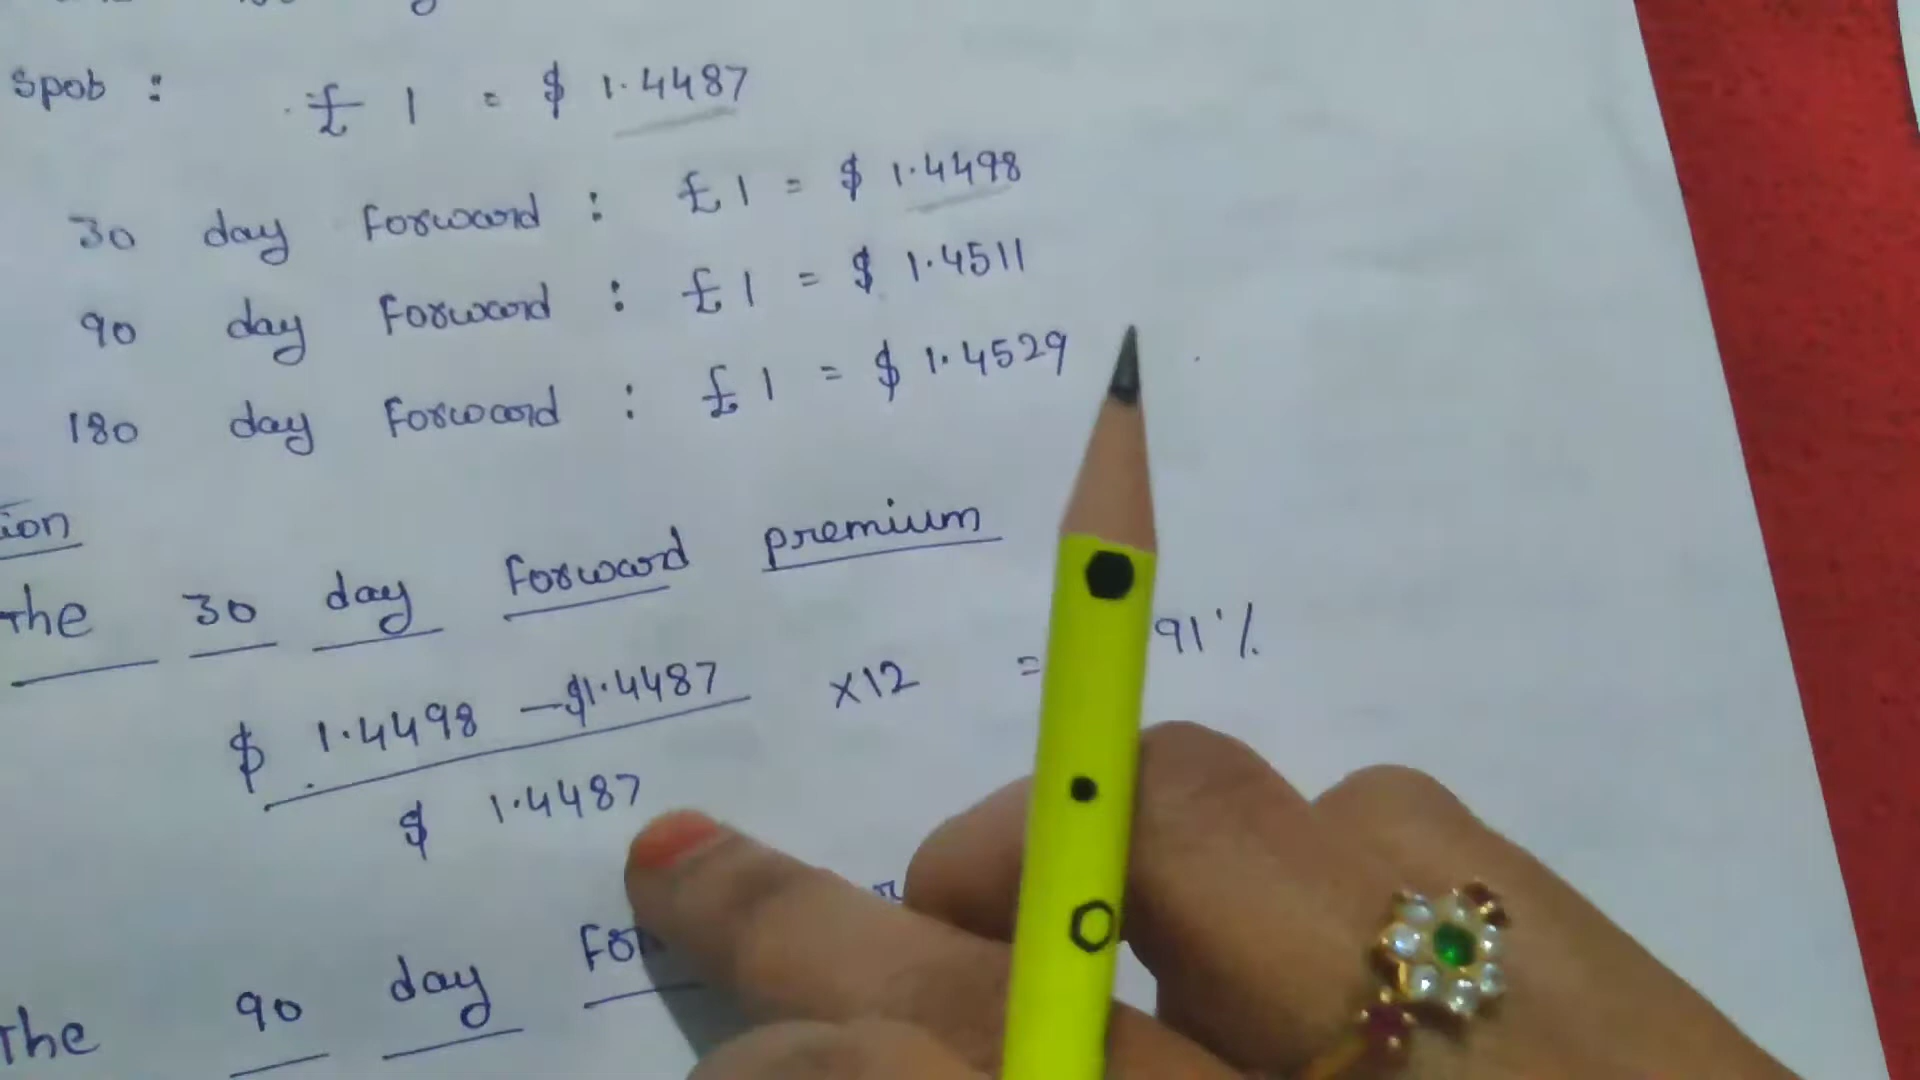 Spot : £ 1 = $ 1.4487
30 day Forward : £ 1 = $ 1.4498
90 day Forward : £ 1 = $ 1.4511
180 day Forward : £ 1 = $ 1.4529
ion
The 30 day Forward premium
$ 1.4498 - $1.4487 x12 = 91%
$ 1.4487
The 90 day For